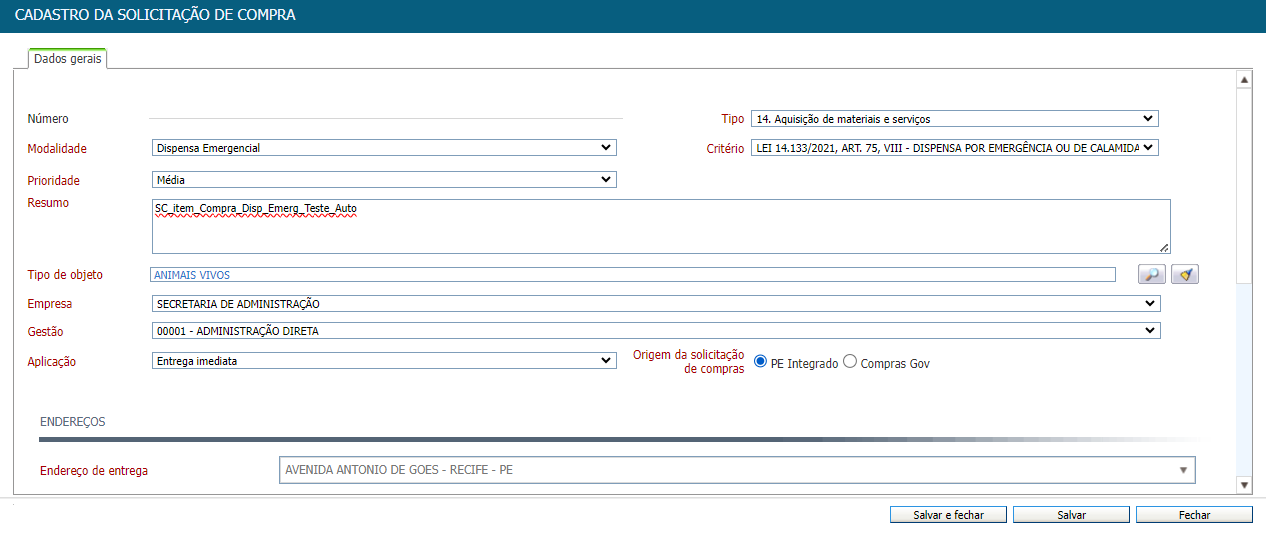 CADASTRO DA SOLICITAÇÃO DE COMPRA
Dados gerais
Número
Tipo 14. Aquisição de materiais e serviços
Modalidade Dispensa Emergencial
Critério LEI 14.133/2021, ART. 75, VIII - DISPENSA POR EMERGÊNCIA OU DE CALAMIDA
Prioridade Média
Resumo SC_item_Compra_Disp_Emerg_Teste_Auto
Tipo de objeto ANIMAIS VIVOS
Empresa SECRETARIA DE ADMINISTRAÇÃO
Gestão 00001 - ADMINISTRAÇÃO DIRETA
Aplicação Entrega imediata
Origem da solicitação
de compras PE Integrado Compras Gov
ENDEREÇOS
Endereço de entrega AVENIDA ANTONIO DE GOES - RECIFE - PE
Salvar e fechar Salvar Fechar